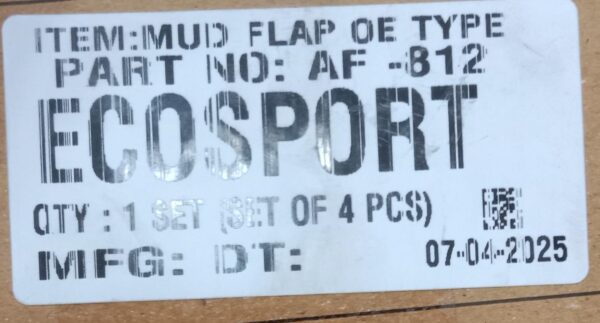 ITEM:MUD FLAP OE TYPE
PART NO: AF -812
ECOSPORT
QTY : 1 SET (SET OF 4 PCS)
MFG: DT: 07-04-2025